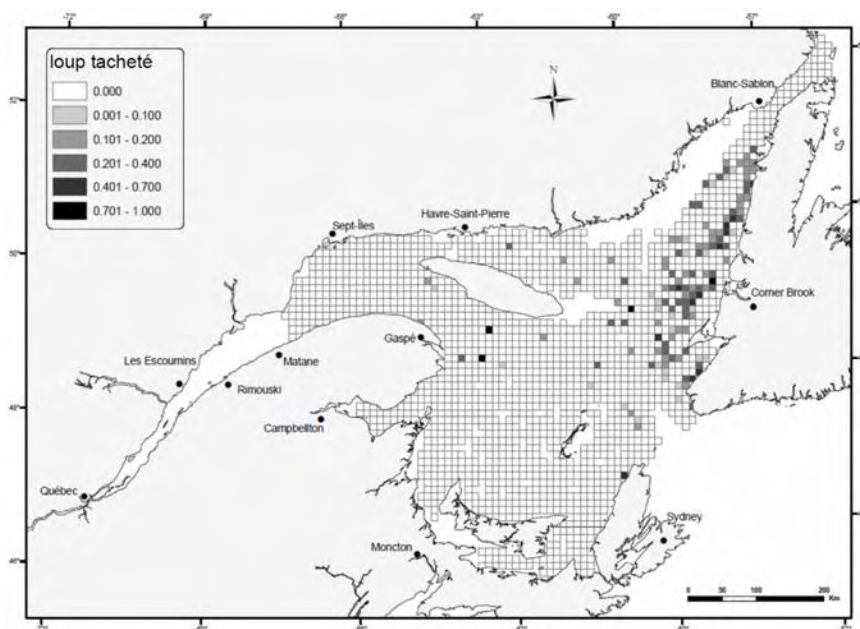 loup tacheté
0.000
0.001 - 0.100
0.101 - 0.200
0.201 - 0.400
0.401 - 0.700
0.701 - 1.000
N
Blanc-Sablon
Sept-Îles
Havre-Saint-Pierre
Corner Brook
Gaspé
Matane
Les Escoumins
Rimouski
Campbellton
Québec
Sydney
Moncton
0 50 100 200
Km